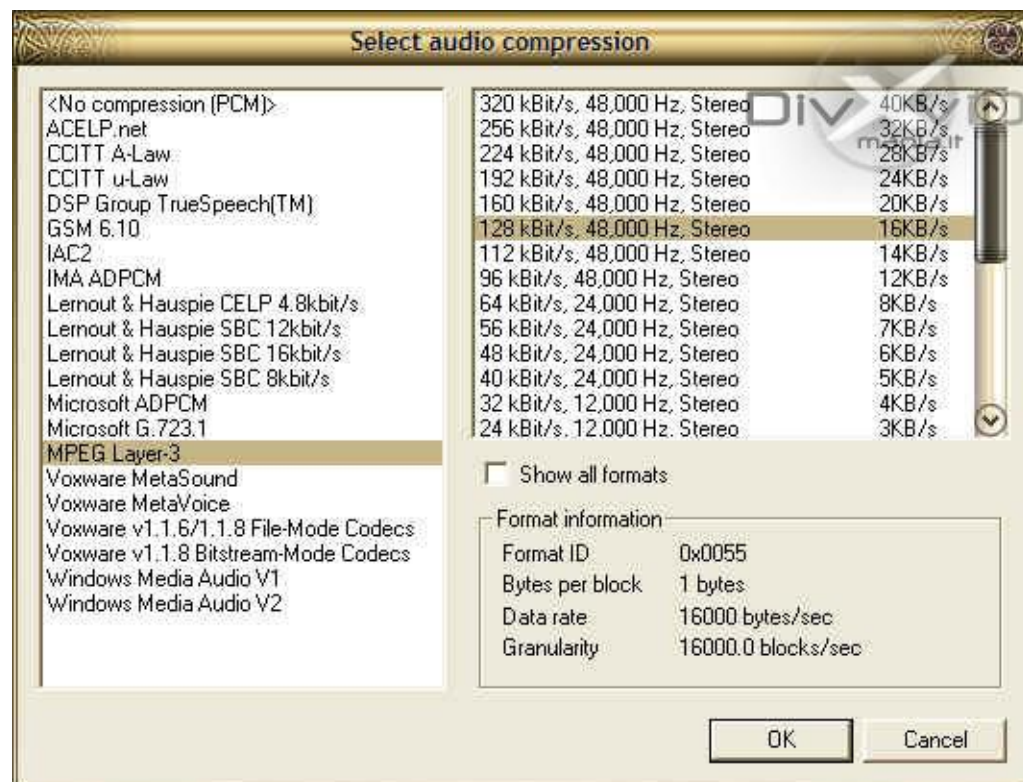 Select audio compression
<No compression (PCM)>
ACELP.net
CCITT A-Law
CCITT u-Law
DSP Group TrueSpeech(TM)
GSM 6.10
IAC2
IMA ADPCM
Lernout & Hauspie CELP 4.8kbit/s
Lernout & Hauspie SBC 12kbit/s
Lernout & Hauspie SBC 16kbit/s
Lernout & Hauspie SBC 8kbit/s
Microsoft ADPCM
Microsoft G.723.1
MPEG Layer-3
Voxware MetaSound
Voxware MetaVoice
Voxware v1.1.6/1.1.8 File-Mode Codecs
Voxware v1.1.8 Bitstream-Mode Codecs
Windows Media Audio V1
Windows Media Audio V2
320 kBit/s, 48,000 Hz, Stereo 40KB/s
256 kBit/s, 48,000 Hz, Stereo 32KB/s
224 kBit/s, 48,000 Hz, Stereo 28KB/s
192 kBit/s, 48,000 Hz, Stereo 24KB/s
160 kBit/s, 48,000 Hz, Stereo 20KB/s
128 kBit/s, 48,000 Hz, Stereo 16KB/s
112 kBit/s, 48,000 Hz, Stereo 14KB/s
96 kBit/s, 48,000 Hz, Stereo 12KB/s
64 kBit/s, 24,000 Hz, Stereo 8KB/s
56 kBit/s, 24,000 Hz, Stereo 7KB/s
48 kBit/s, 24,000 Hz, Stereo 6KB/s
40 kBit/s, 24,000 Hz, Stereo 5KB/s
32 kBit/s, 12,000 Hz, Stereo 4KB/s
24 kBit/s, 12,000 Hz, Stereo 3KB/s
Div
mania.it
Show all formats
Format information
Format ID 0x0055
Bytes per block 1 bytes
Data rate 16000 bytes/sec
Granularity 16000.0 blocks/sec
OK Cancel